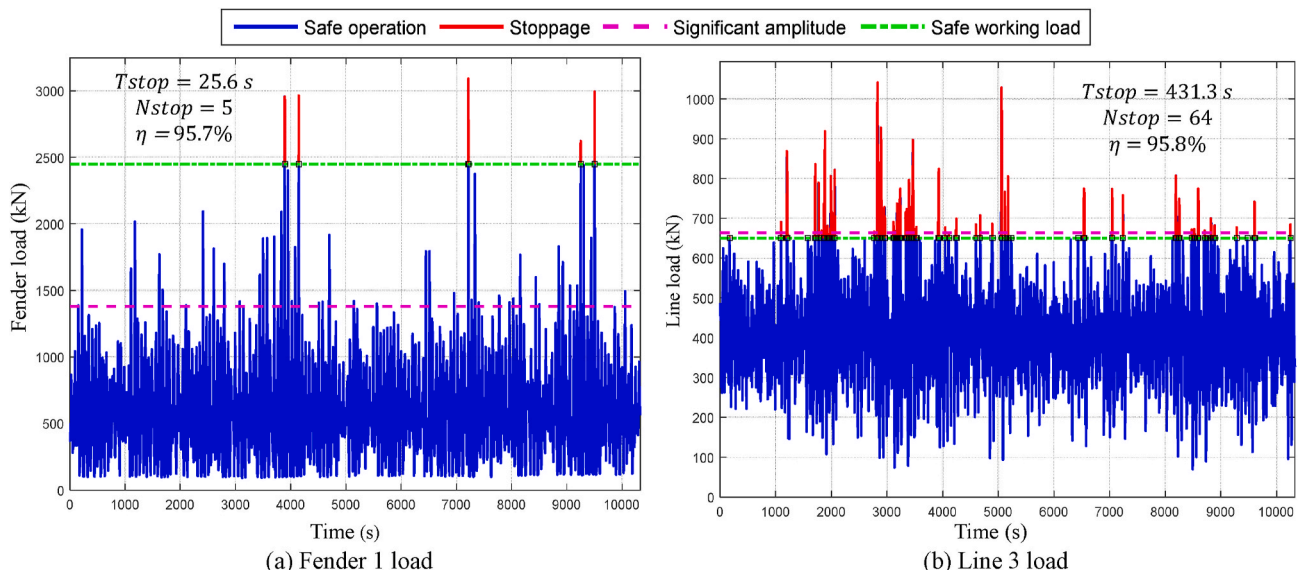 Safe operation Stoppage Significant amplitude Safe working load
Tstop = 25.6 s
Nstop = 5
η = 95.7%
Fender load (kN)
3000
2500
2000
1500
1000
500
0
0 1000 2000 3000 4000 5000 6000 7000 8000 9000 10000
Time (s)
(a) Fender 1 load
Tstop = 431.3 s
Nstop = 64
η = 95.8%
Line load (kN)
1000
900
800
700
600
500
400
300
200
100
0
0 1000 2000 3000 4000 5000 6000 7000 8000 9000 10000
Time (s)
(b) Line 3 load